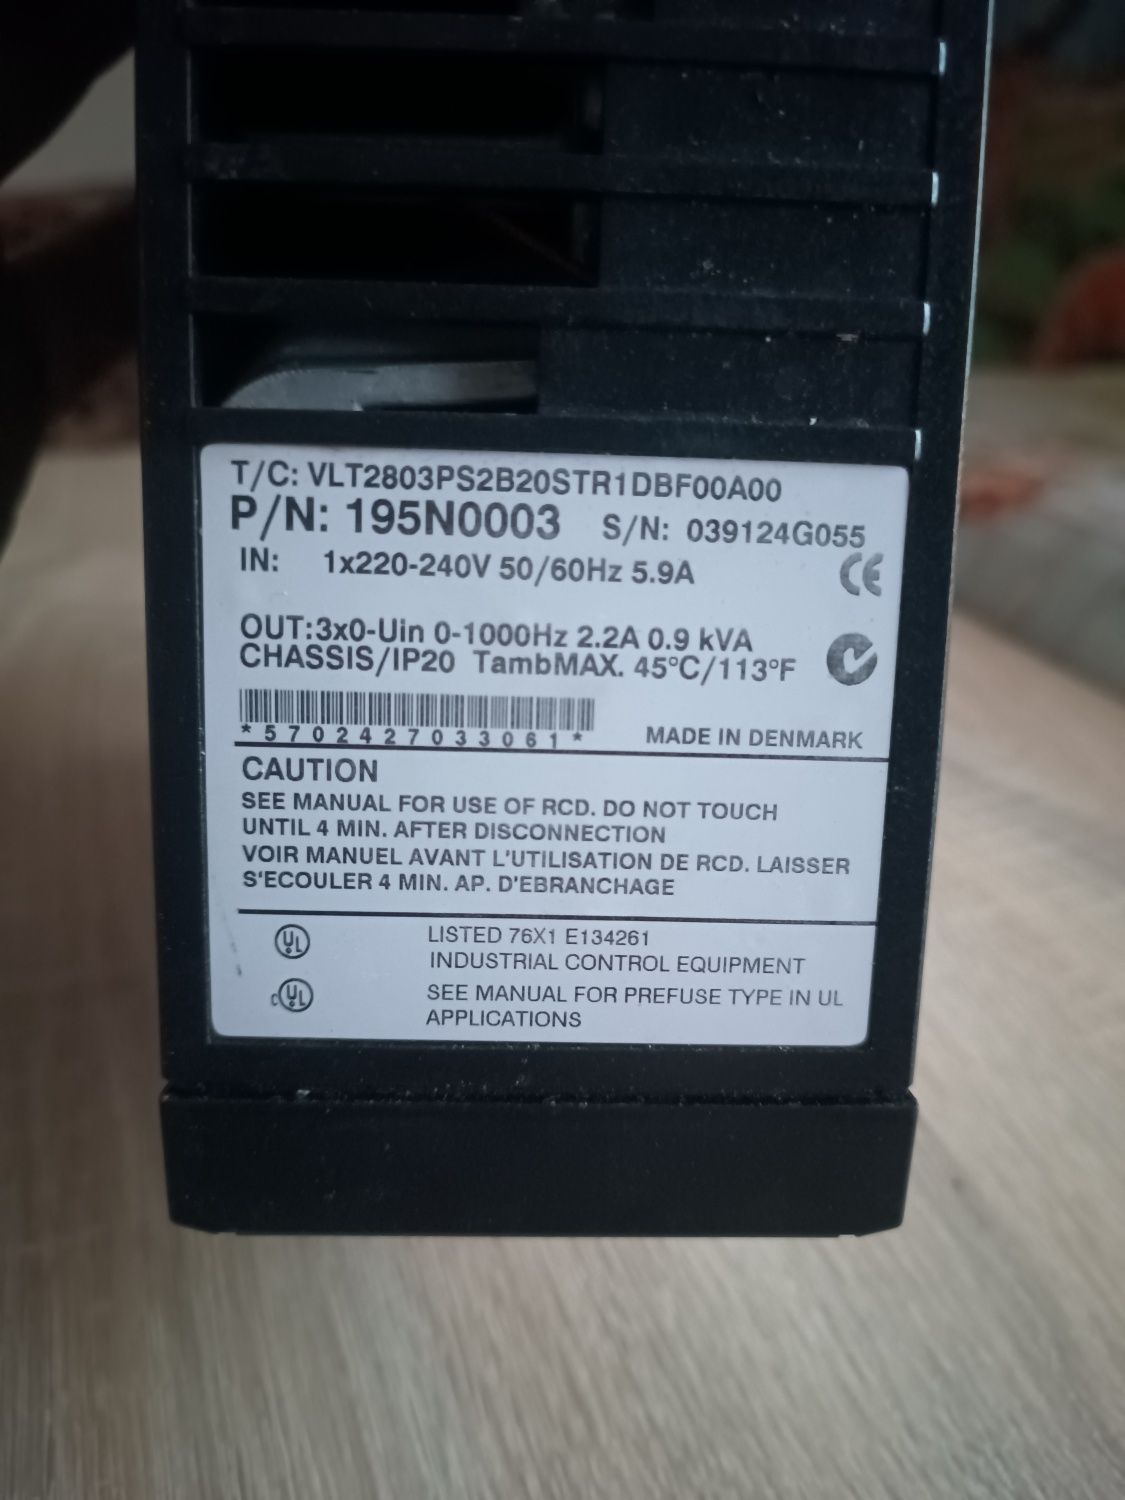 T/C: VLT2803PS2B20STR1DBF00A00
P/N: 195N0003 S/N: 039124G055
IN: 1x220-240V 50/60Hz 5.9A
CE
OUT:3x0-Uin 0-1000Hz 2.2A 0.9 kVA
CHASSIS/IP20 TambMAX. 45°C/113°F
*5702427033061*
MADE IN DENMARK
CAUTION
SEE MANUAL FOR USE OF RCD. DO NOT TOUCH
UNTIL 4 MIN. AFTER DISCONNECTION
VOIR MANUEL AVANT L'UTILISATION DE RCD. LAISSER
S'ECOULER 4 MIN. AP. D'EBRANCHAGE
UL
LISTED 76X1 E134261
INDUSTRIAL CONTROL EQUIPMENT
c UL
SEE MANUAL FOR PREFUSE TYPE IN UL
APPLICATIONS